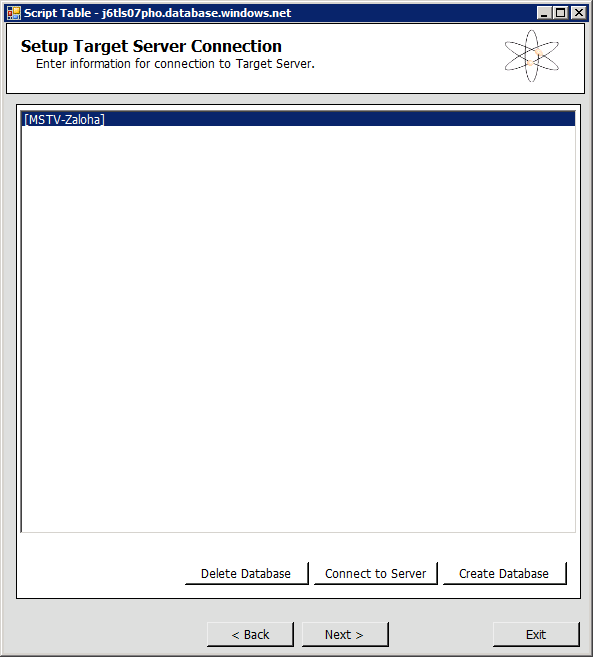 Script Table - j6tls07pho.database.windows.net
Setup Target Server Connection
Enter information for connection to Target Server.
[MSTV-Zaloha]
Delete Database
Connect to Server
Create Database
< Back
Next >
Exit